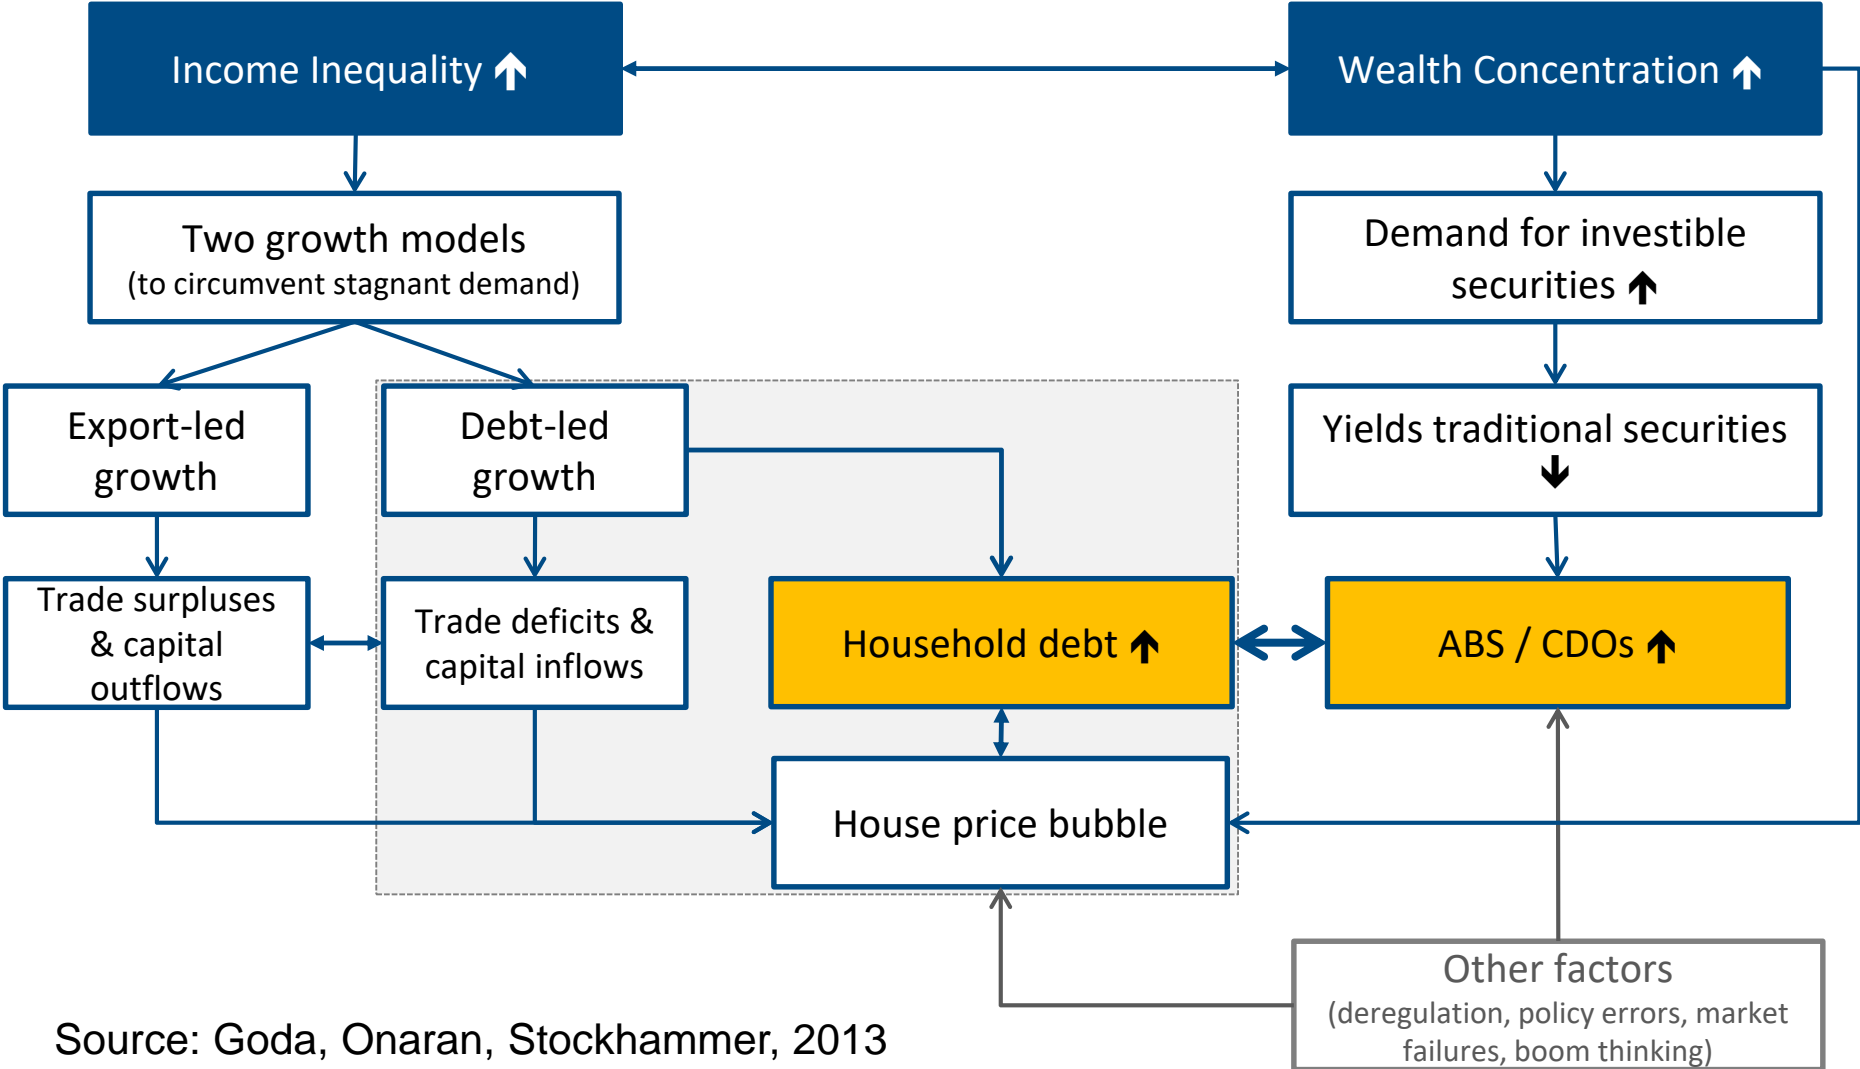 Income Inequality ↑
Wealth Concentration ↑
Two growth models
(to circumvent stagnant demand)
Demand for investible
securities ↑
Export-led
growth
Debt-led
growth
Yields traditional securities
↓
Trade surpluses
& capital
outflows
Trade deficits &
capital inflows
Household debt ↑
ABS / CDOs ↑
House price bubble
Other factors
(deregulation, policy errors, market
failures, boom thinking)
Source: Goda, Onaran, Stockhammer, 2013